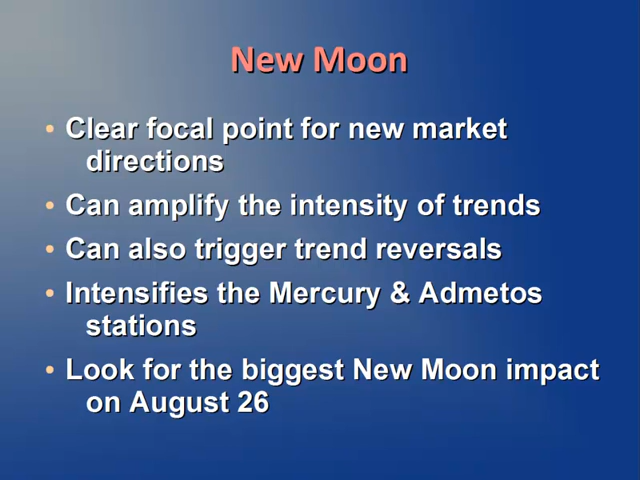 New Moon
• Clear focal point for new market
directions
• Can amplify the intensity of trends
• Can also trigger trend reversals
• Intensifies the Mercury & Admetos
stations
• Look for the biggest New Moon impact
on August 26